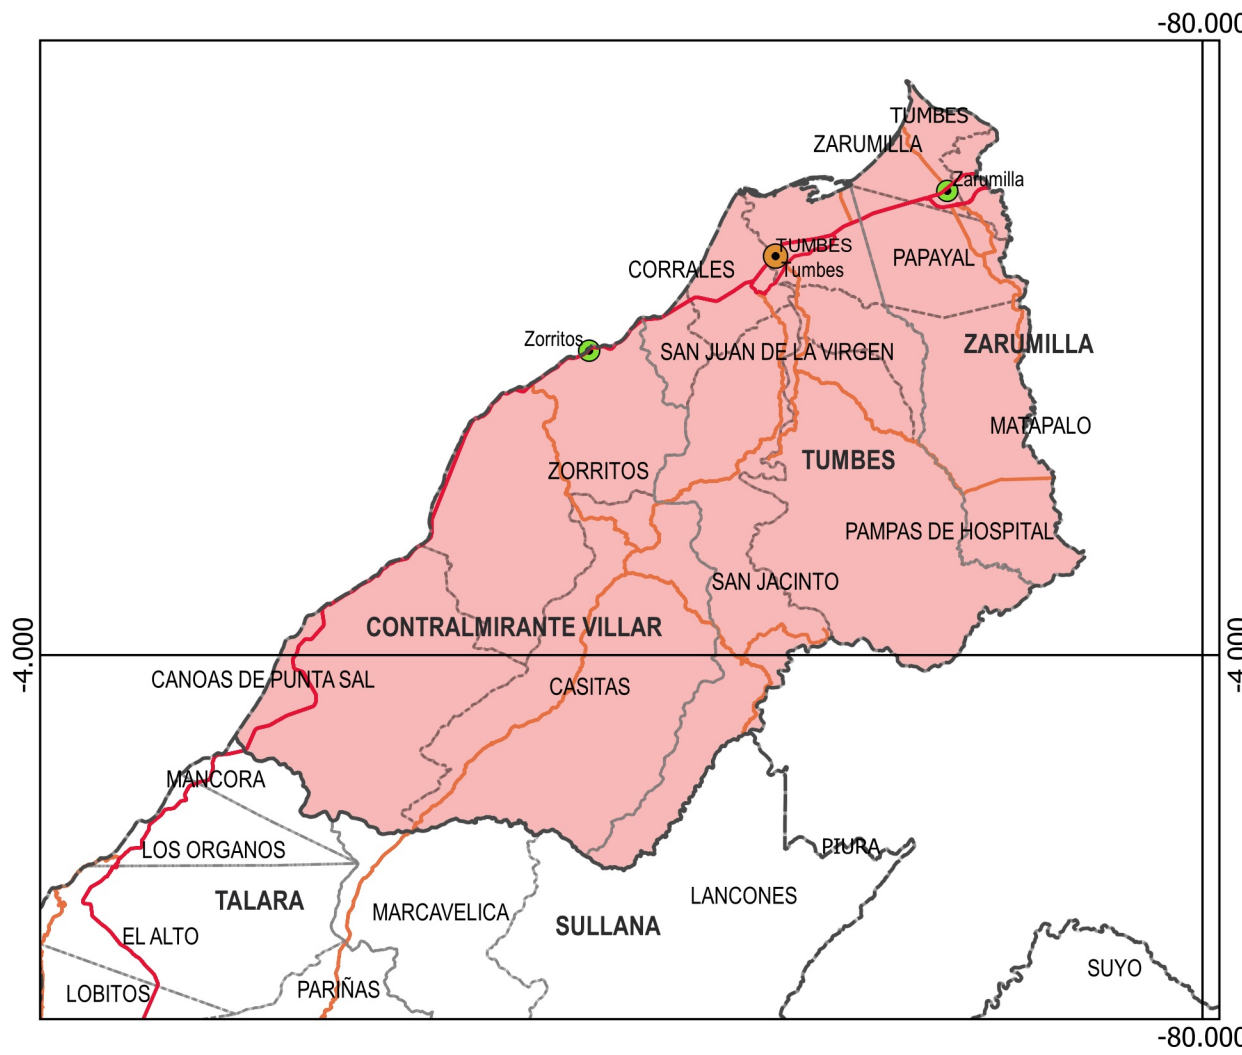 -80.000
TUMBES
ZARUMILLA
Zarumilla
TUMBES
Tumbes
PAPAYAL
CORRALES
Zorritos
SAN JUAN DE LA VIRGEN
ZARUMILLA
MATAPALO
TUMBES
ZORRITOS
PAMPAS DE HOSPITAL
SAN JACINTO
CONTRALMIRANTE VILLAR
-4.000
-4.000
CANOAS DE PUNTA SAL
CASITAS
MANCORA
LOS ORGANOS
PIURA
TALARA
LANCONES
MARCAVELICA
SULLANA
EL ALTO
SUYO
LOBITOS
PARIÑAS
-80.000